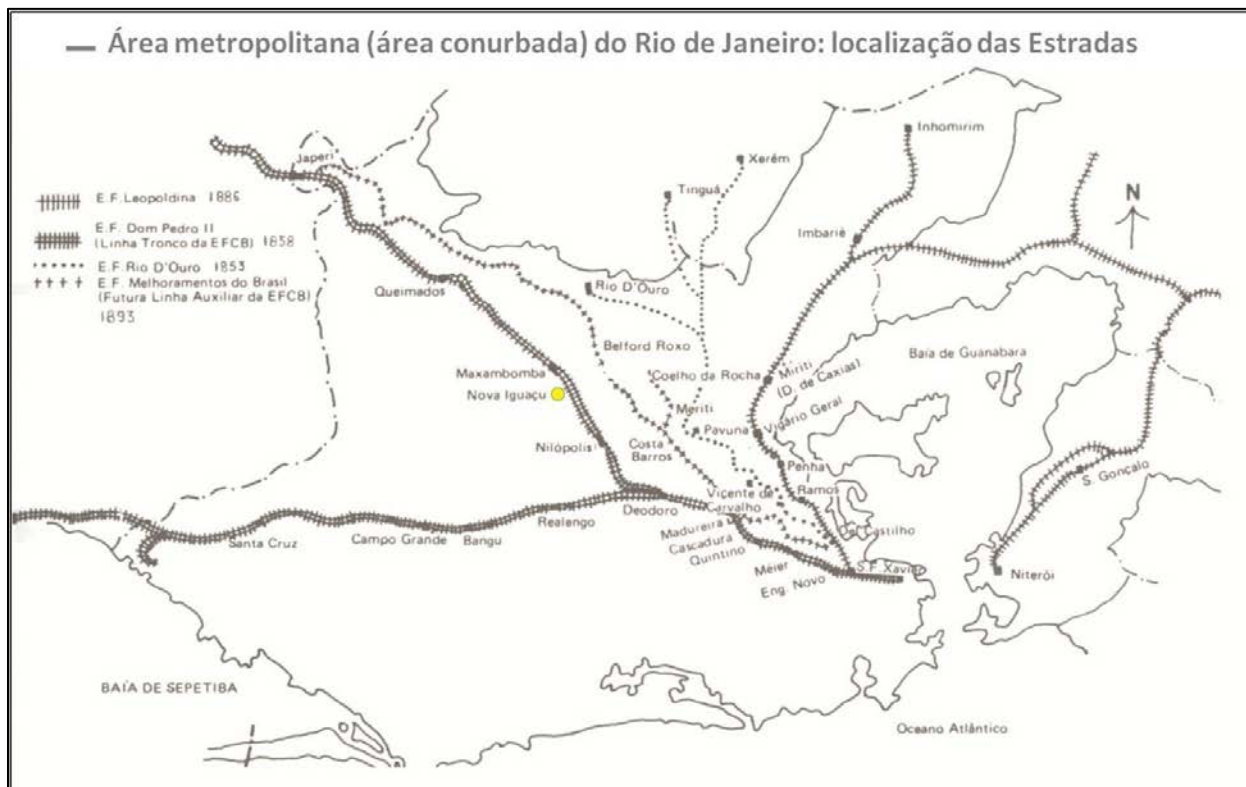 Área metropolitana (área conurbada) do Rio de Janeiro: localização das Estradas
Inhomirim
Japeri
Xerém
Tinguá
E.F. Leopoldina 1886
N
E.F. Dom Pedro II
(Linha Tronco da EFCB) 1858
Imbariê
E.F. Rio D'Ouro 1853
E.F. Melhoramentos do Brasil
(Futura Linha Auxiliar da EFCB)
1893
Queimados
Rio D'Ouro
Belford Roxo
Baía de Guanabara
Maxambomba
Coelho da Rocha
Miriti
(D. de Caxias)
Nova Iguaçu
Meriti
Pavuna
Vigário Geral
Nilópolis
Costa
Barros
Penha
S. Gonçalo
Vicente de
Carvalho
Ramos
Realengo
Deodoro
Madureira
Castilho
Santa Cruz
Campo Grande
Bangu
Cascadura
Quintino
Méier
S.F. Xavier
Niterói
Eng. Novo
BAÍA DE SEPETIBA
Oceano Atlântico